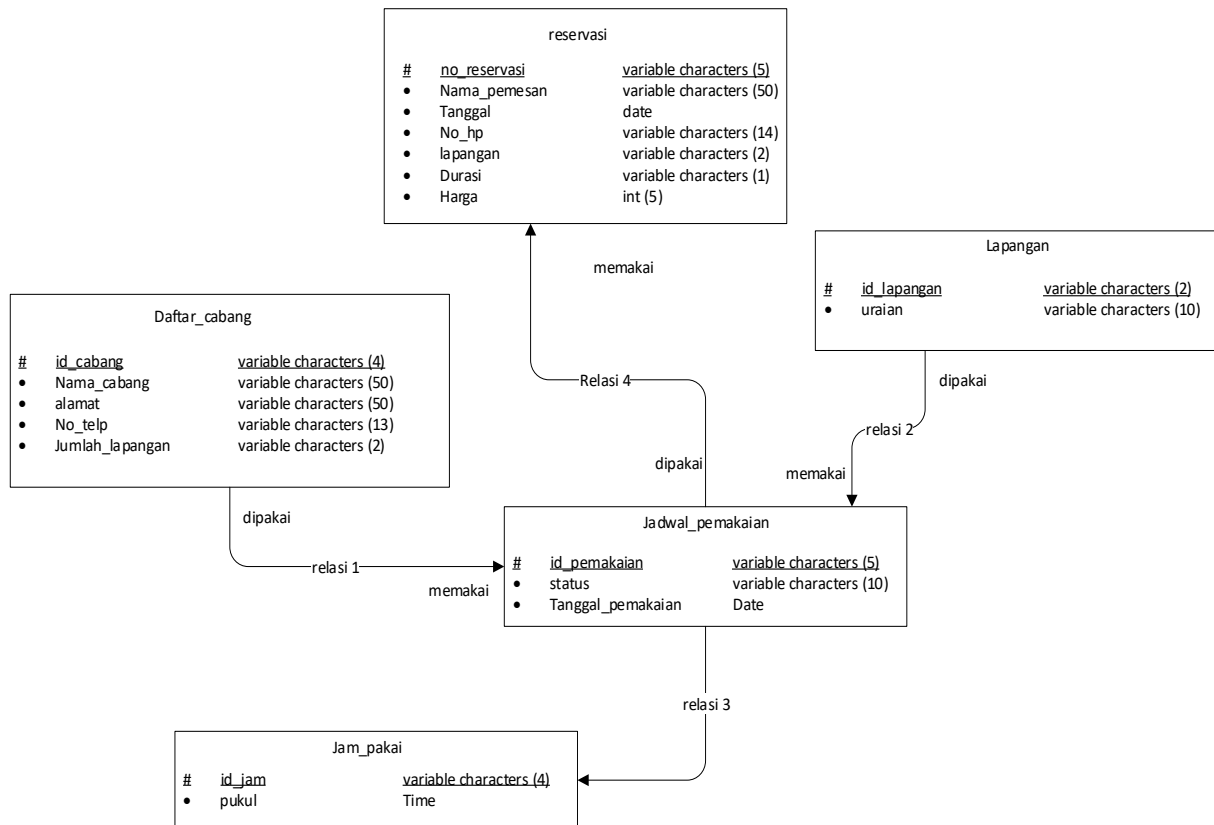 reservasi
# no_reservasi variable characters (5)
• Nama_pemesan variable characters (50)
• Tanggal date
• No_hp variable characters (14)
• lapangan variable characters (2)
• Durasi variable characters (1)
• Harga int (5)
memakai
Lapangan
# id_lapangan variable characters (2)
• uraian variable characters (10)
Daftar_cabang
# id_cabang variable characters (4)
• Nama_cabang variable characters (50)
• alamat variable characters (50)
• No_telp variable characters (13)
• Jumlah_lapangan variable characters (2)
Relasi 4
dipakai
relasi 2
dipakai
memakai
dipakai
relasi 1
memakai
Jadwal_pemakaian
# id_pemakaian variable characters (5)
• status variable characters (10)
• Tanggal_pemakaian Date
relasi 3
Jam_pakai
# id_jam variable characters (4)
• pukul Time